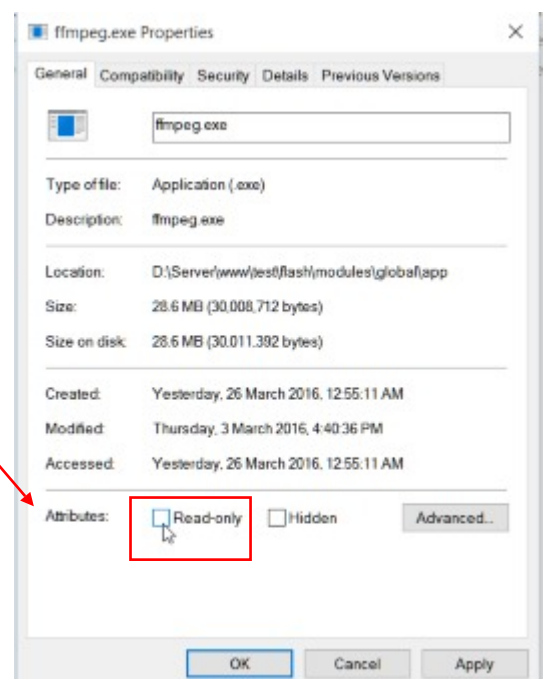 ffmpeg.exe Properties
General Compatibility Security Details Previous Versions
ffmpeg.exe
Type of file: Application (.exe)
Description: ffmpeg.exe
Location: D:\Server\www\test\flash\modules\global\app
Size: 28.6 MB (30,008,712 bytes)
Size on disk: 28.6 MB (30,011,392 bytes)
Created: Yesterday, 26 March 2016, 12:55:11 AM
Modified: Thursday, 3 March 2016, 4:40:36 PM
Accessed: Yesterday, 26 March 2016, 12:55:11 AM
Attributes: Read-only Hidden Advanced...
OK Cancel Apply